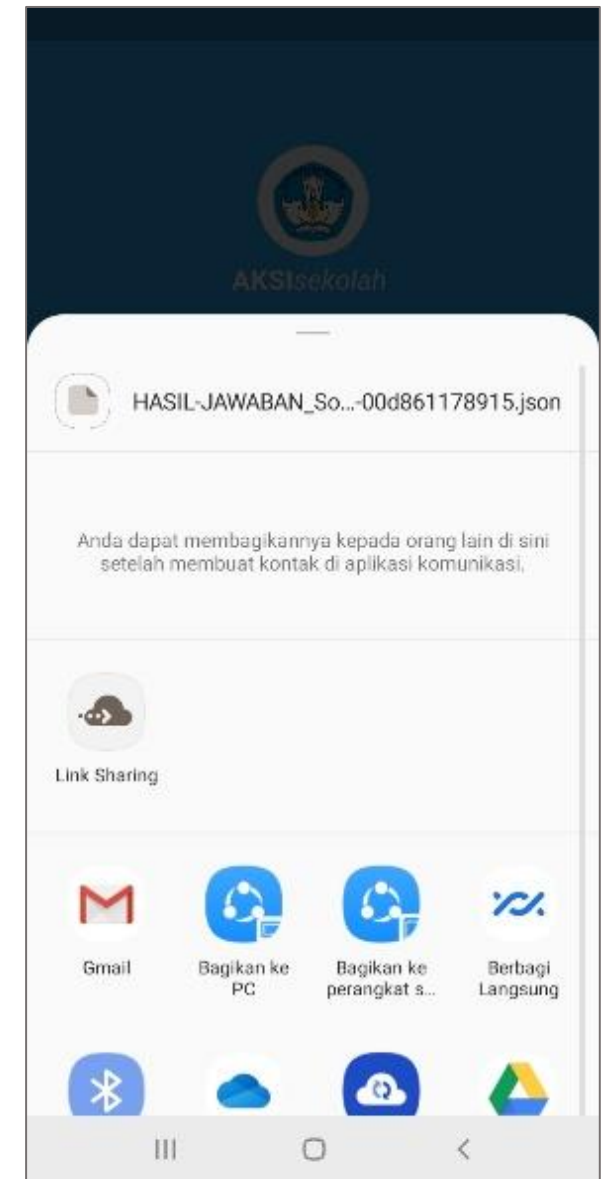 AKSIsekolah
HASIL-JAWABAN_So...-00d861178915.json
Anda dapat membagikannya kepada orang lain di sini
setelah membuat kontak di aplikasi komunikasi.
Link Sharing
Gmail
Bagikan ke
PC
Bagikan ke
perangkat s...
Berbagi
Langsung